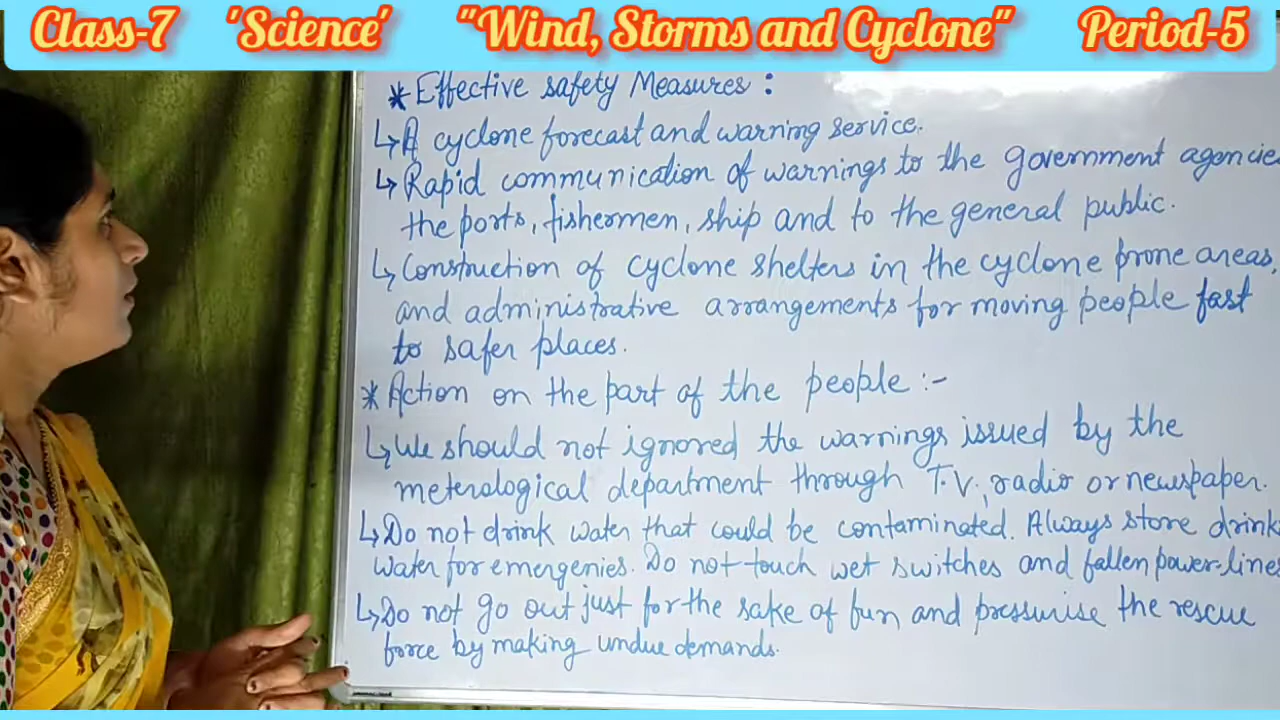 Class-7 'Science' "Wind, Storms and Cyclone" Period-5
* Effective safety Measures :
↳ A cyclone forecast and warning service.
↳ Rapid communication of warnings to the government agencie
the ports, fishermen, ship and to the general public.
↳ Construction of cyclone shelters in the cyclone prone areas,
and administrative arrangements for moving people fast
to safer places.
* Action on the part of the people :-
↳ We should not ignored the warnings issued by the
meterological department through T.V., radio or newspaper.
↳ Do not drink water that could be contaminated. Always store drink
water for emergenies. Do not touch wet switches and fallen power-lines
↳ Do not go out just for the sake of fun and pressurise the rescue
force by making undue demands.